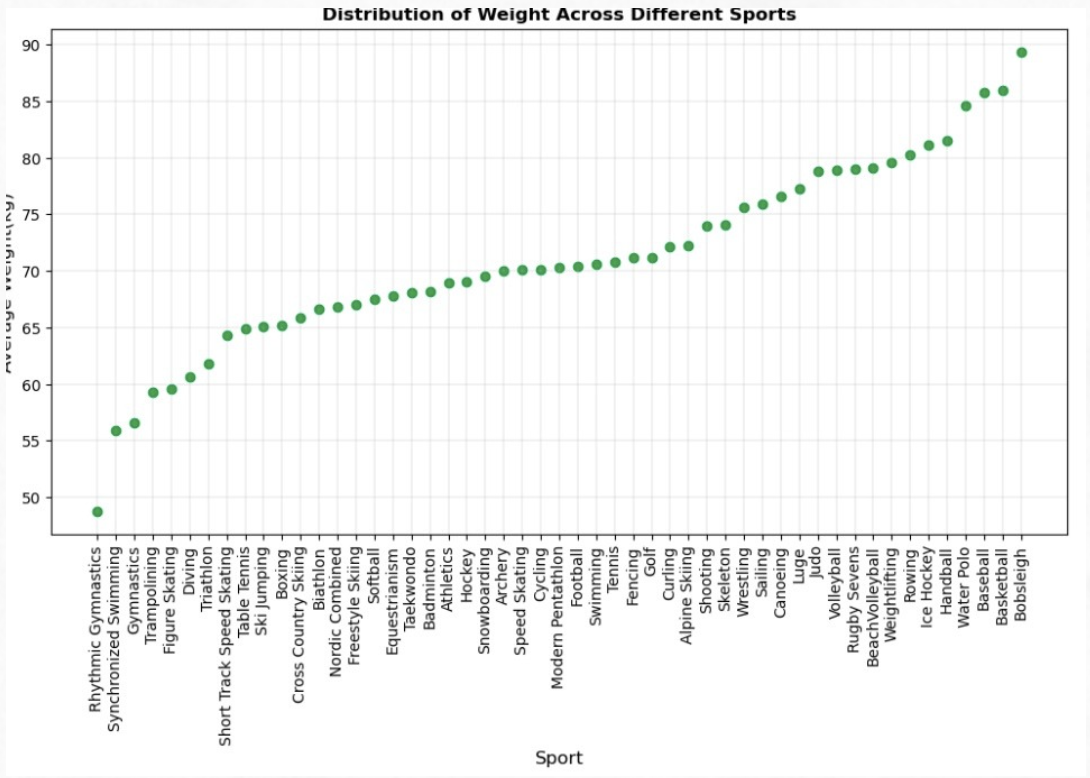 Distribution of Weight Across Different Sports
90
85
80
75
70
65
60
55
50
Average Weight(kg)
Rhythmic Gymnastics
Synchronized Swimming
Gymnastics
Trampolining
Figure Skating
Diving
Triathlon
Short Track Speed Skating
Table Tennis
Ski Jumping
Boxing
Cross Country Skiing
Biathlon
Nordic Combined
Freestyle Skiing
Softball
Equestrianism
Taekwondo
Badminton
Athletics
Hockey
Snowboarding
Archery
Speed Skating
Cycling
Modern Pentathlon
Football
Swimming
Tennis
Fencing
Golf
Curling
Alpine Skiing
Shooting
Skeleton
Wrestling
Sailing
Canoeing
Luge
Judo
Volleyball
Rugby Sevens
BeachVolleyball
Weightlifting
Rowing
Ice Hockey
Handball
Water Polo
Baseball
Basketball
Bobsleigh
Sport